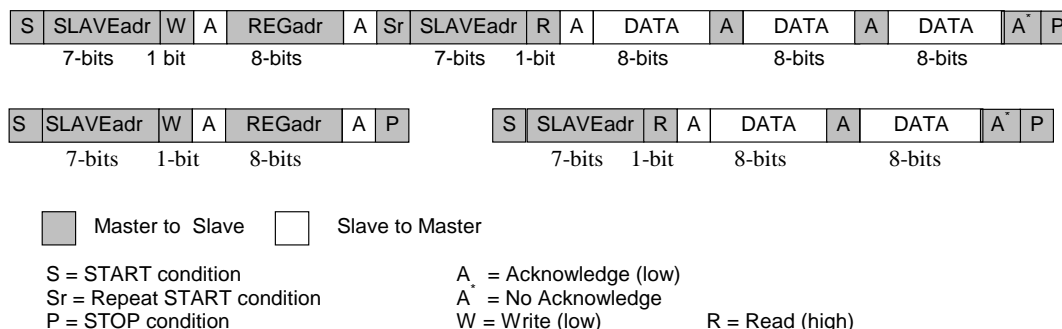 S SLAVEadr W A REGadr A Sr SLAVEadr R A DATA A DATA A DATA A* P
7-bits 1 bit 8-bits 7-bits 1-bit 8-bits 8-bits 8-bits
S SLAVEadr W A REGadr A P S SLAVEadr R A DATA A DATA A* P
7-bits 1-bit 8-bits 7-bits 1-bit 8-bits 8-bits
Master to Slave Slave to Master
S = START condition A = Acknowledge (low)
Sr = Repeat START condition A* = No Acknowledge
P = STOP condition W = Write (low) R = Read (high)